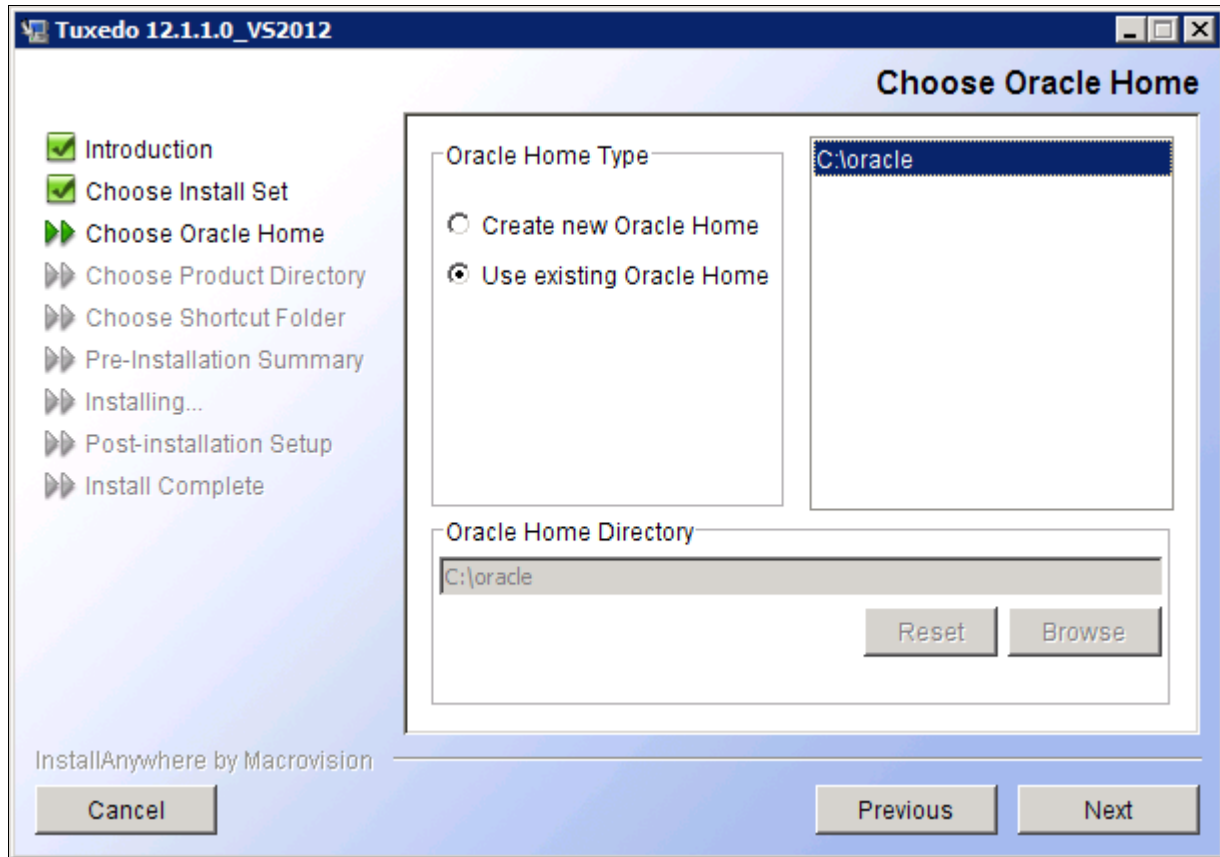 Tuxedo 12.1.1.0_VS2012
Choose Oracle Home
Introduction
Choose Install Set
Choose Oracle Home
Choose Product Directory
Choose Shortcut Folder
Pre-Installation Summary
Installing...
Post-installation Setup
Install Complete
Oracle Home Type
Create new Oracle Home
Use existing Oracle Home
C:\oracle
Oracle Home Directory
C:\oracle
Reset
Browse
InstallAnywhere by Macrovision
Cancel
Previous
Next